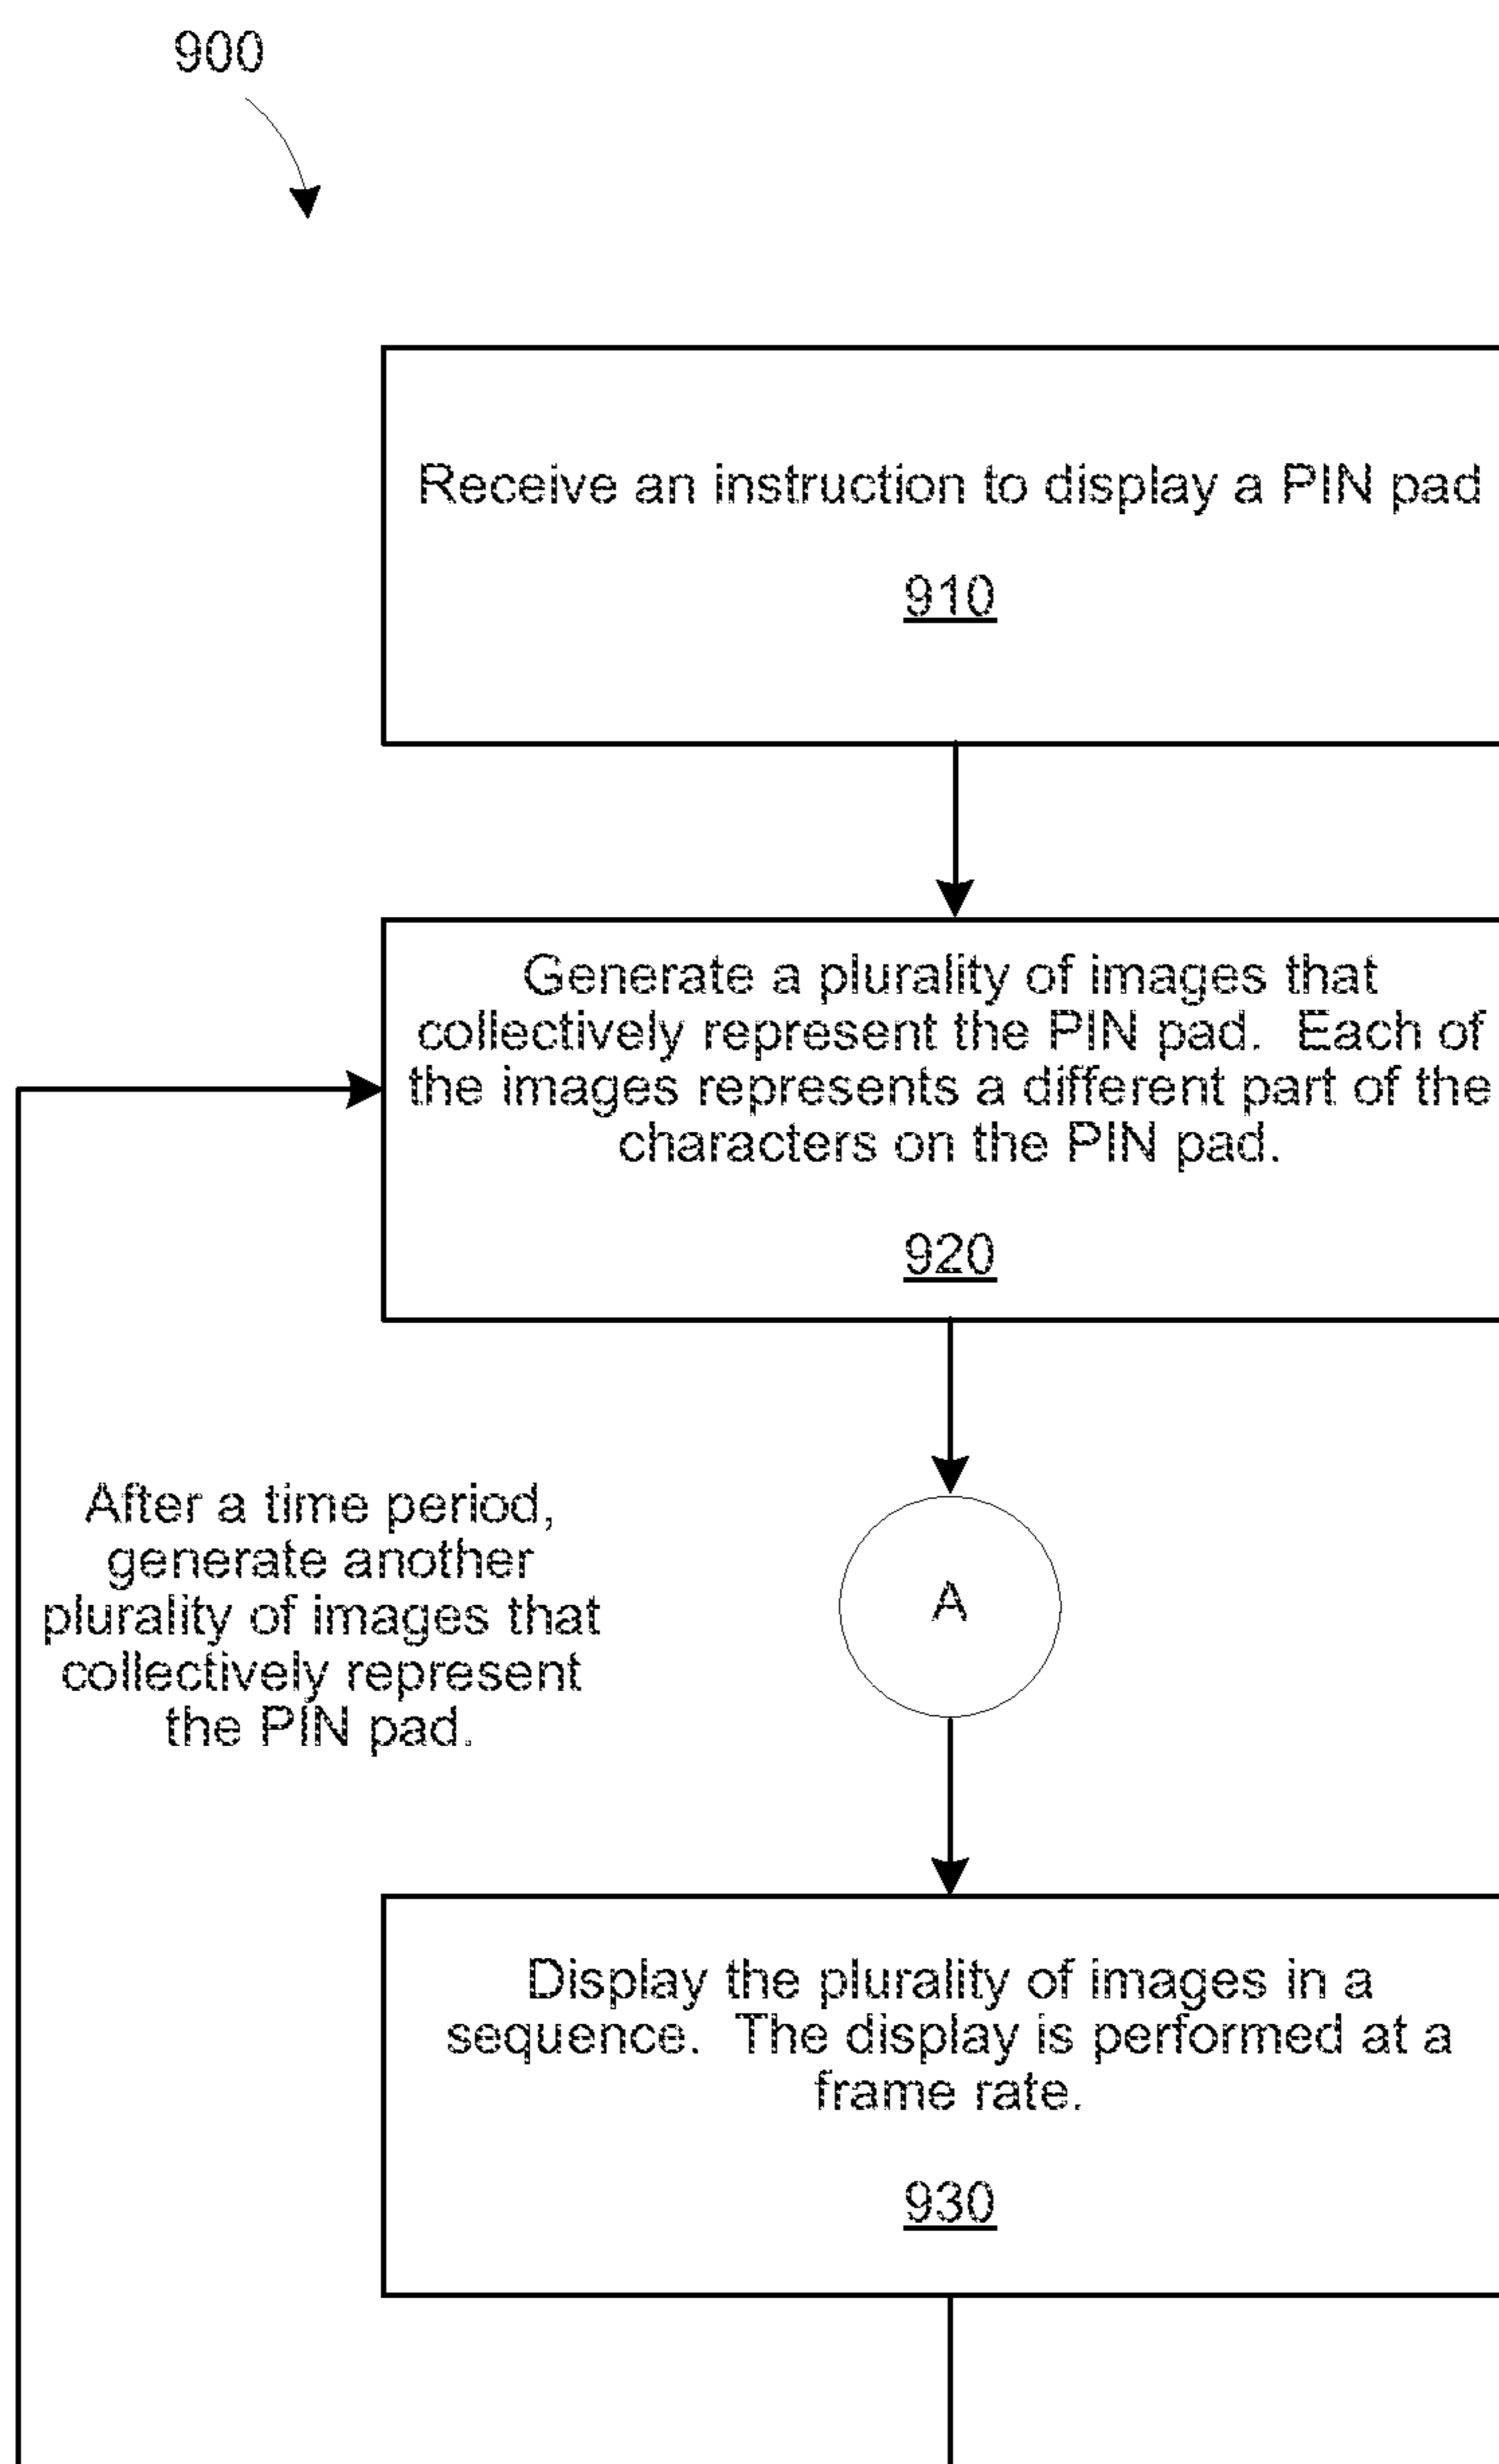 900
Receive an instruction to display a PIN pad
910
Generate a plurality of images that
collectively represent the PIN pad.  Each of
the images represents a different part of the
characters on the PIN pad.
920
After a time period,
generate another
plurality of images that
collectively represent
the PIN pad.
A
Display the plurality of images in a
sequence.  The display is performed at a
frame rate.
930